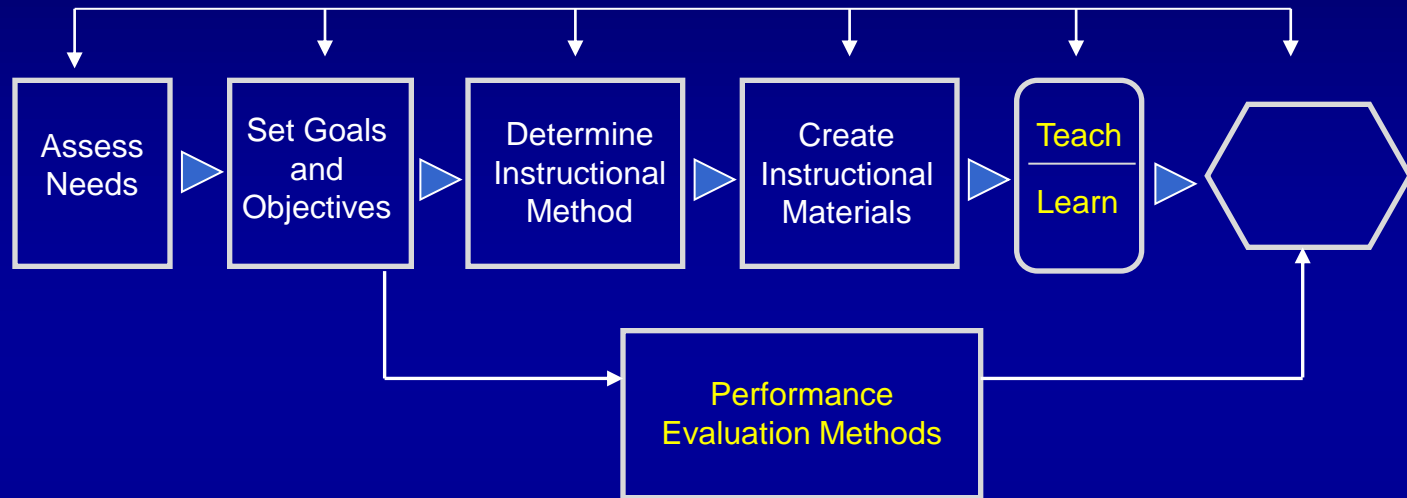 Assess
Needs
Set Goals
and
Objectives
Determine
Instructional
Method
Create
Instructional
Materials
Teach
Learn
Performance
Evaluation Methods